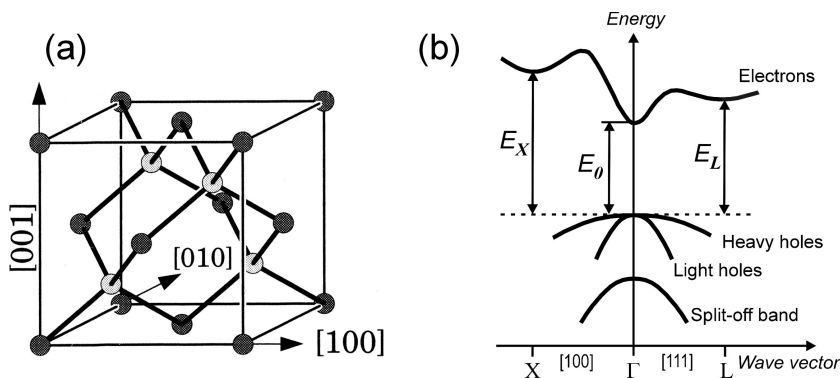 (a)
[001]
[010]
[100]
(b)
Energy
Electrons
E_X
E_0
E_L
Heavy holes
Light holes
Split-off band
X [100] Γ [111] L Wave vector